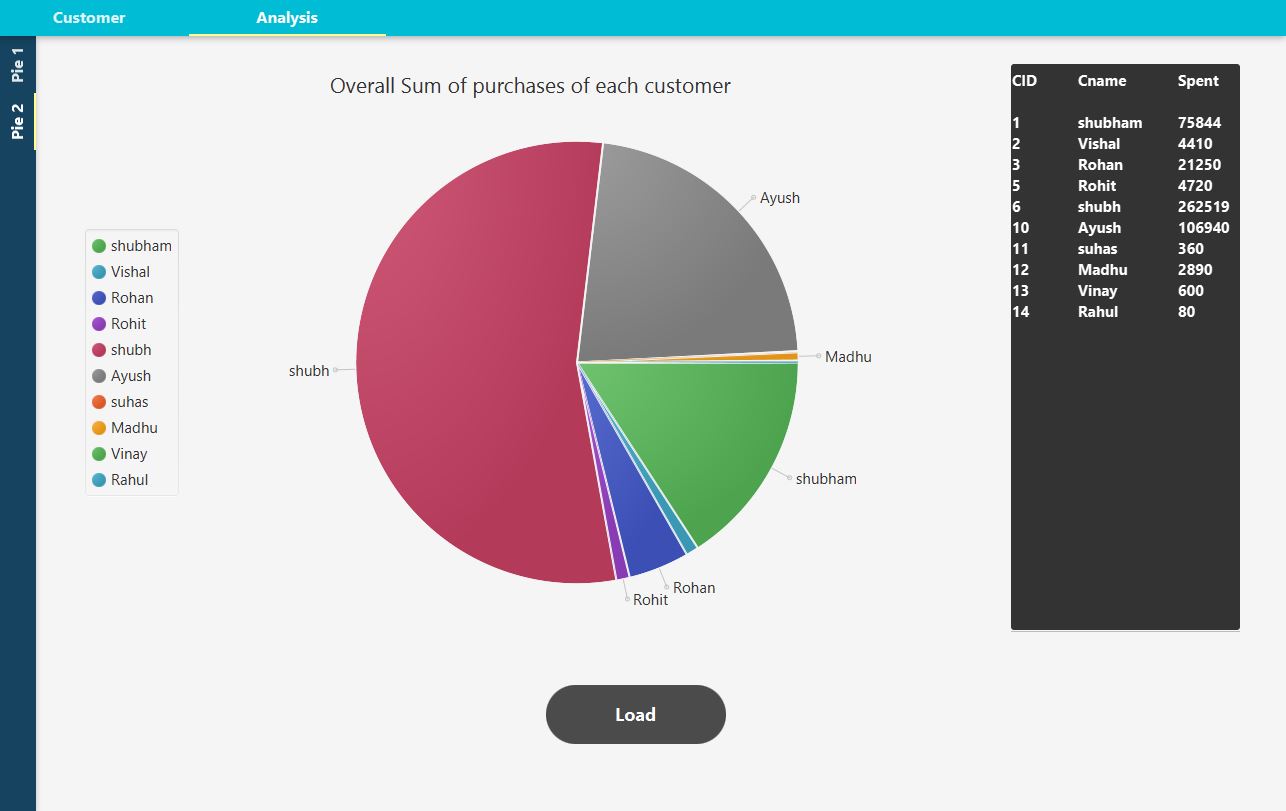 Customer Analysis
Pie 1
Pie 2
Overall Sum of purchases of each customer
shubham
Vishal
Rohan
Rohit
shubh
Ayush
suhas
Madhu
Vinay
Rahul
Ayush
Madhu
shubh
shubham
Rohan
Rohit
CID Cname Spent
1 shubham 75844
2 Vishal 4410
3 Rohan 21250
5 Rohit 4720
6 shubh 262519
10 Ayush 106940
11 suhas 360
12 Madhu 2890
13 Vinay 600
14 Rahul 80
Load